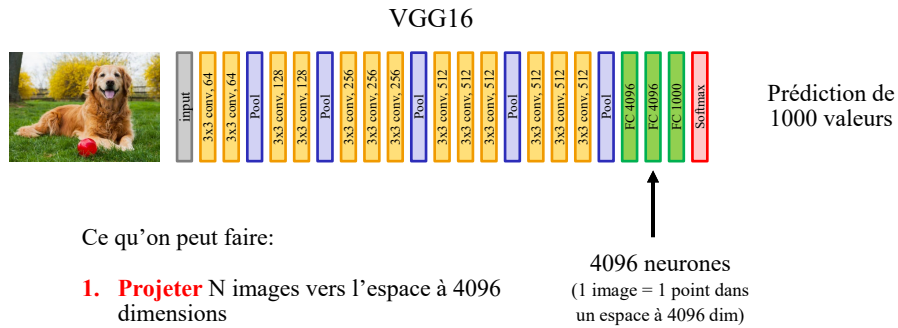 VGG16
input
3x3 conv, 64
3x3 conv, 64
Pool
3x3 conv, 128
3x3 conv, 128
Pool
3x3 conv, 256
3x3 conv, 256
3x3 conv, 256
Pool
3x3 conv, 512
3x3 conv, 512
3x3 conv, 512
Pool
3x3 conv, 512
3x3 conv, 512
3x3 conv, 512
Pool
FC 4096
FC 4096
FC 1000
Softmax
Prédiction de
1000 valeurs
Ce qu’on peut faire:
1. Projeter N images vers l’espace à 4096
dimensions
4096 neurones
(1 image = 1 point dans
un espace à 4096 dim)